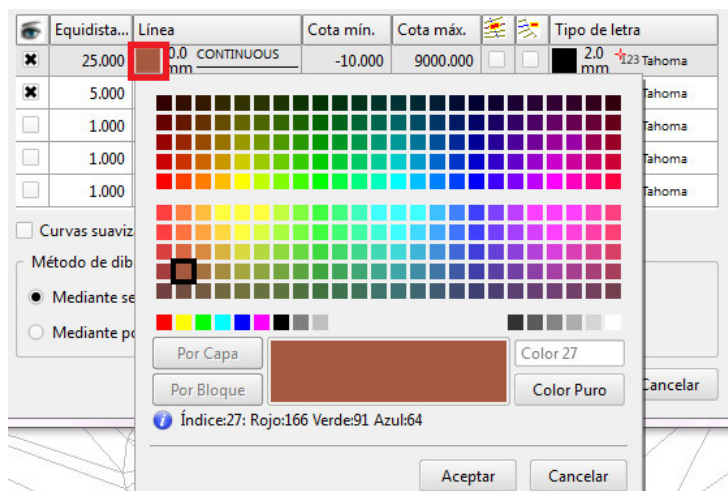 Equidista... Línea Cota mín. Cota máx. Tipo de letra
25.000 0.0 mm CONTINUOUS -10.000 9000.000 2.0 mm 123 Tahoma
5.000 Tahoma
1.000 Tahoma
1.000 Tahoma
1.000 Tahoma
Curvas suaviz
Método de dib
Mediante se
Mediante po
Por Capa Color 27
Por Bloque Color Puro Cancelar
Índice:27: Rojo:166 Verde:91 Azul:64
Aceptar Cancelar